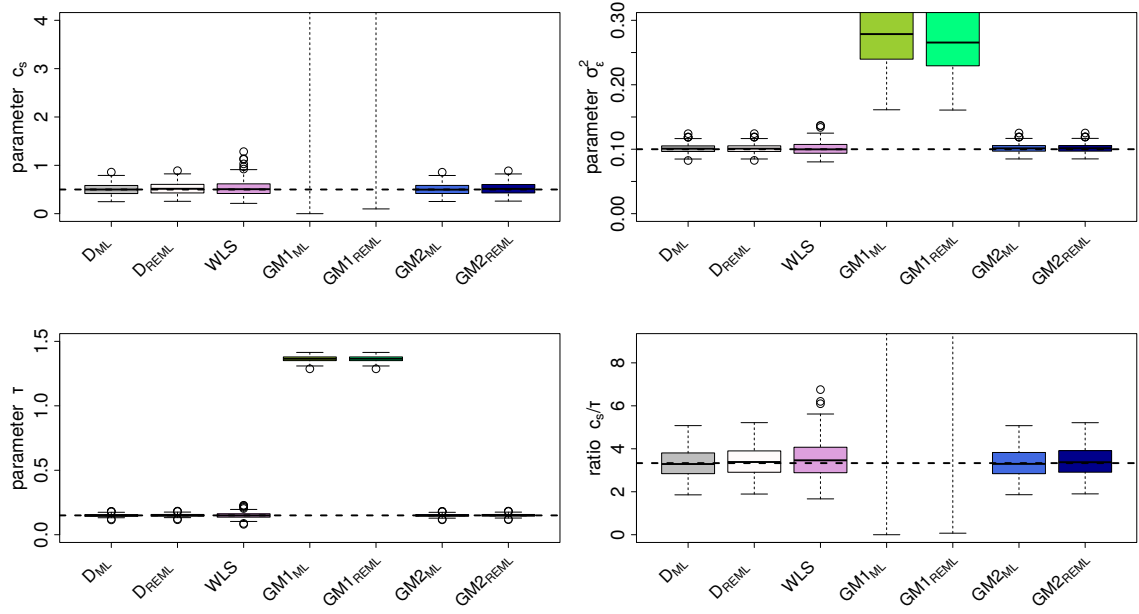 parameter c_s
0 1 2 3 4
D_ML D_REML WLS GM1_ML GM1_REML GM2_ML GM2_REML
parameter σ²_ε
0.00 0.10 0.20 0.30
D_ML D_REML WLS GM1_ML GM1_REML GM2_ML GM2_REML
parameter τ
0.0 0.5 1.0 1.5
D_ML D_REML WLS GM1_ML GM1_REML GM2_ML GM2_REML
ratio c_s/τ
0 2 4 6 8
D_ML D_REML WLS GM1_ML GM1_REML GM2_ML GM2_REML